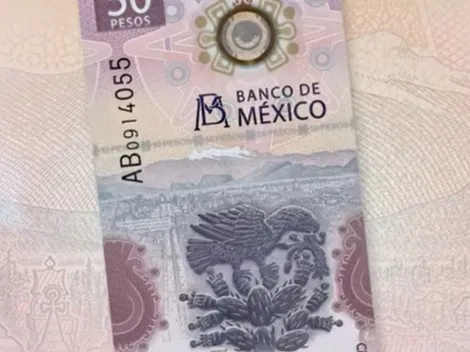 50
PESOS
AB0914055
BANCO DE
MÉXICO